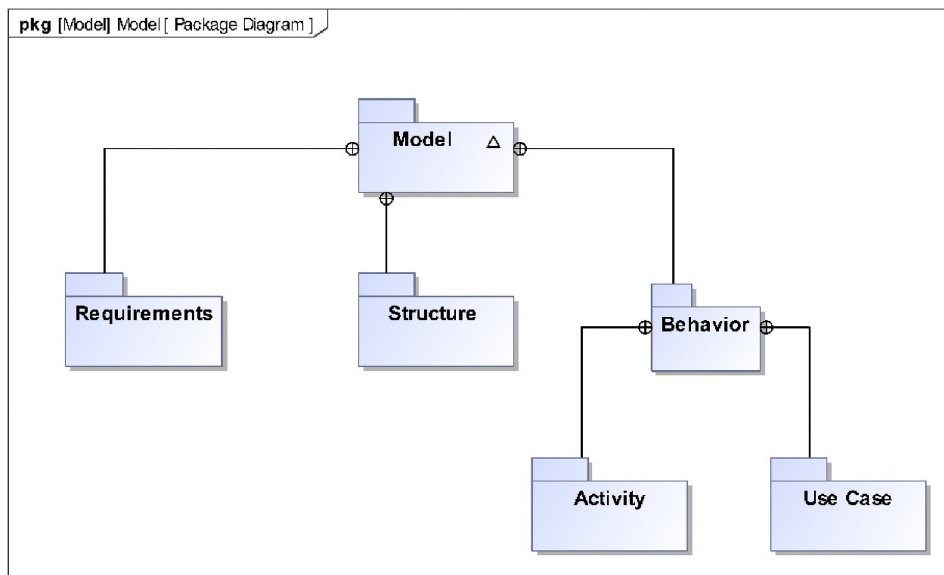 pkg [Model] Model [ Package Diagram ]
Model
Requirements
Structure
Behavior
Activity
Use Case